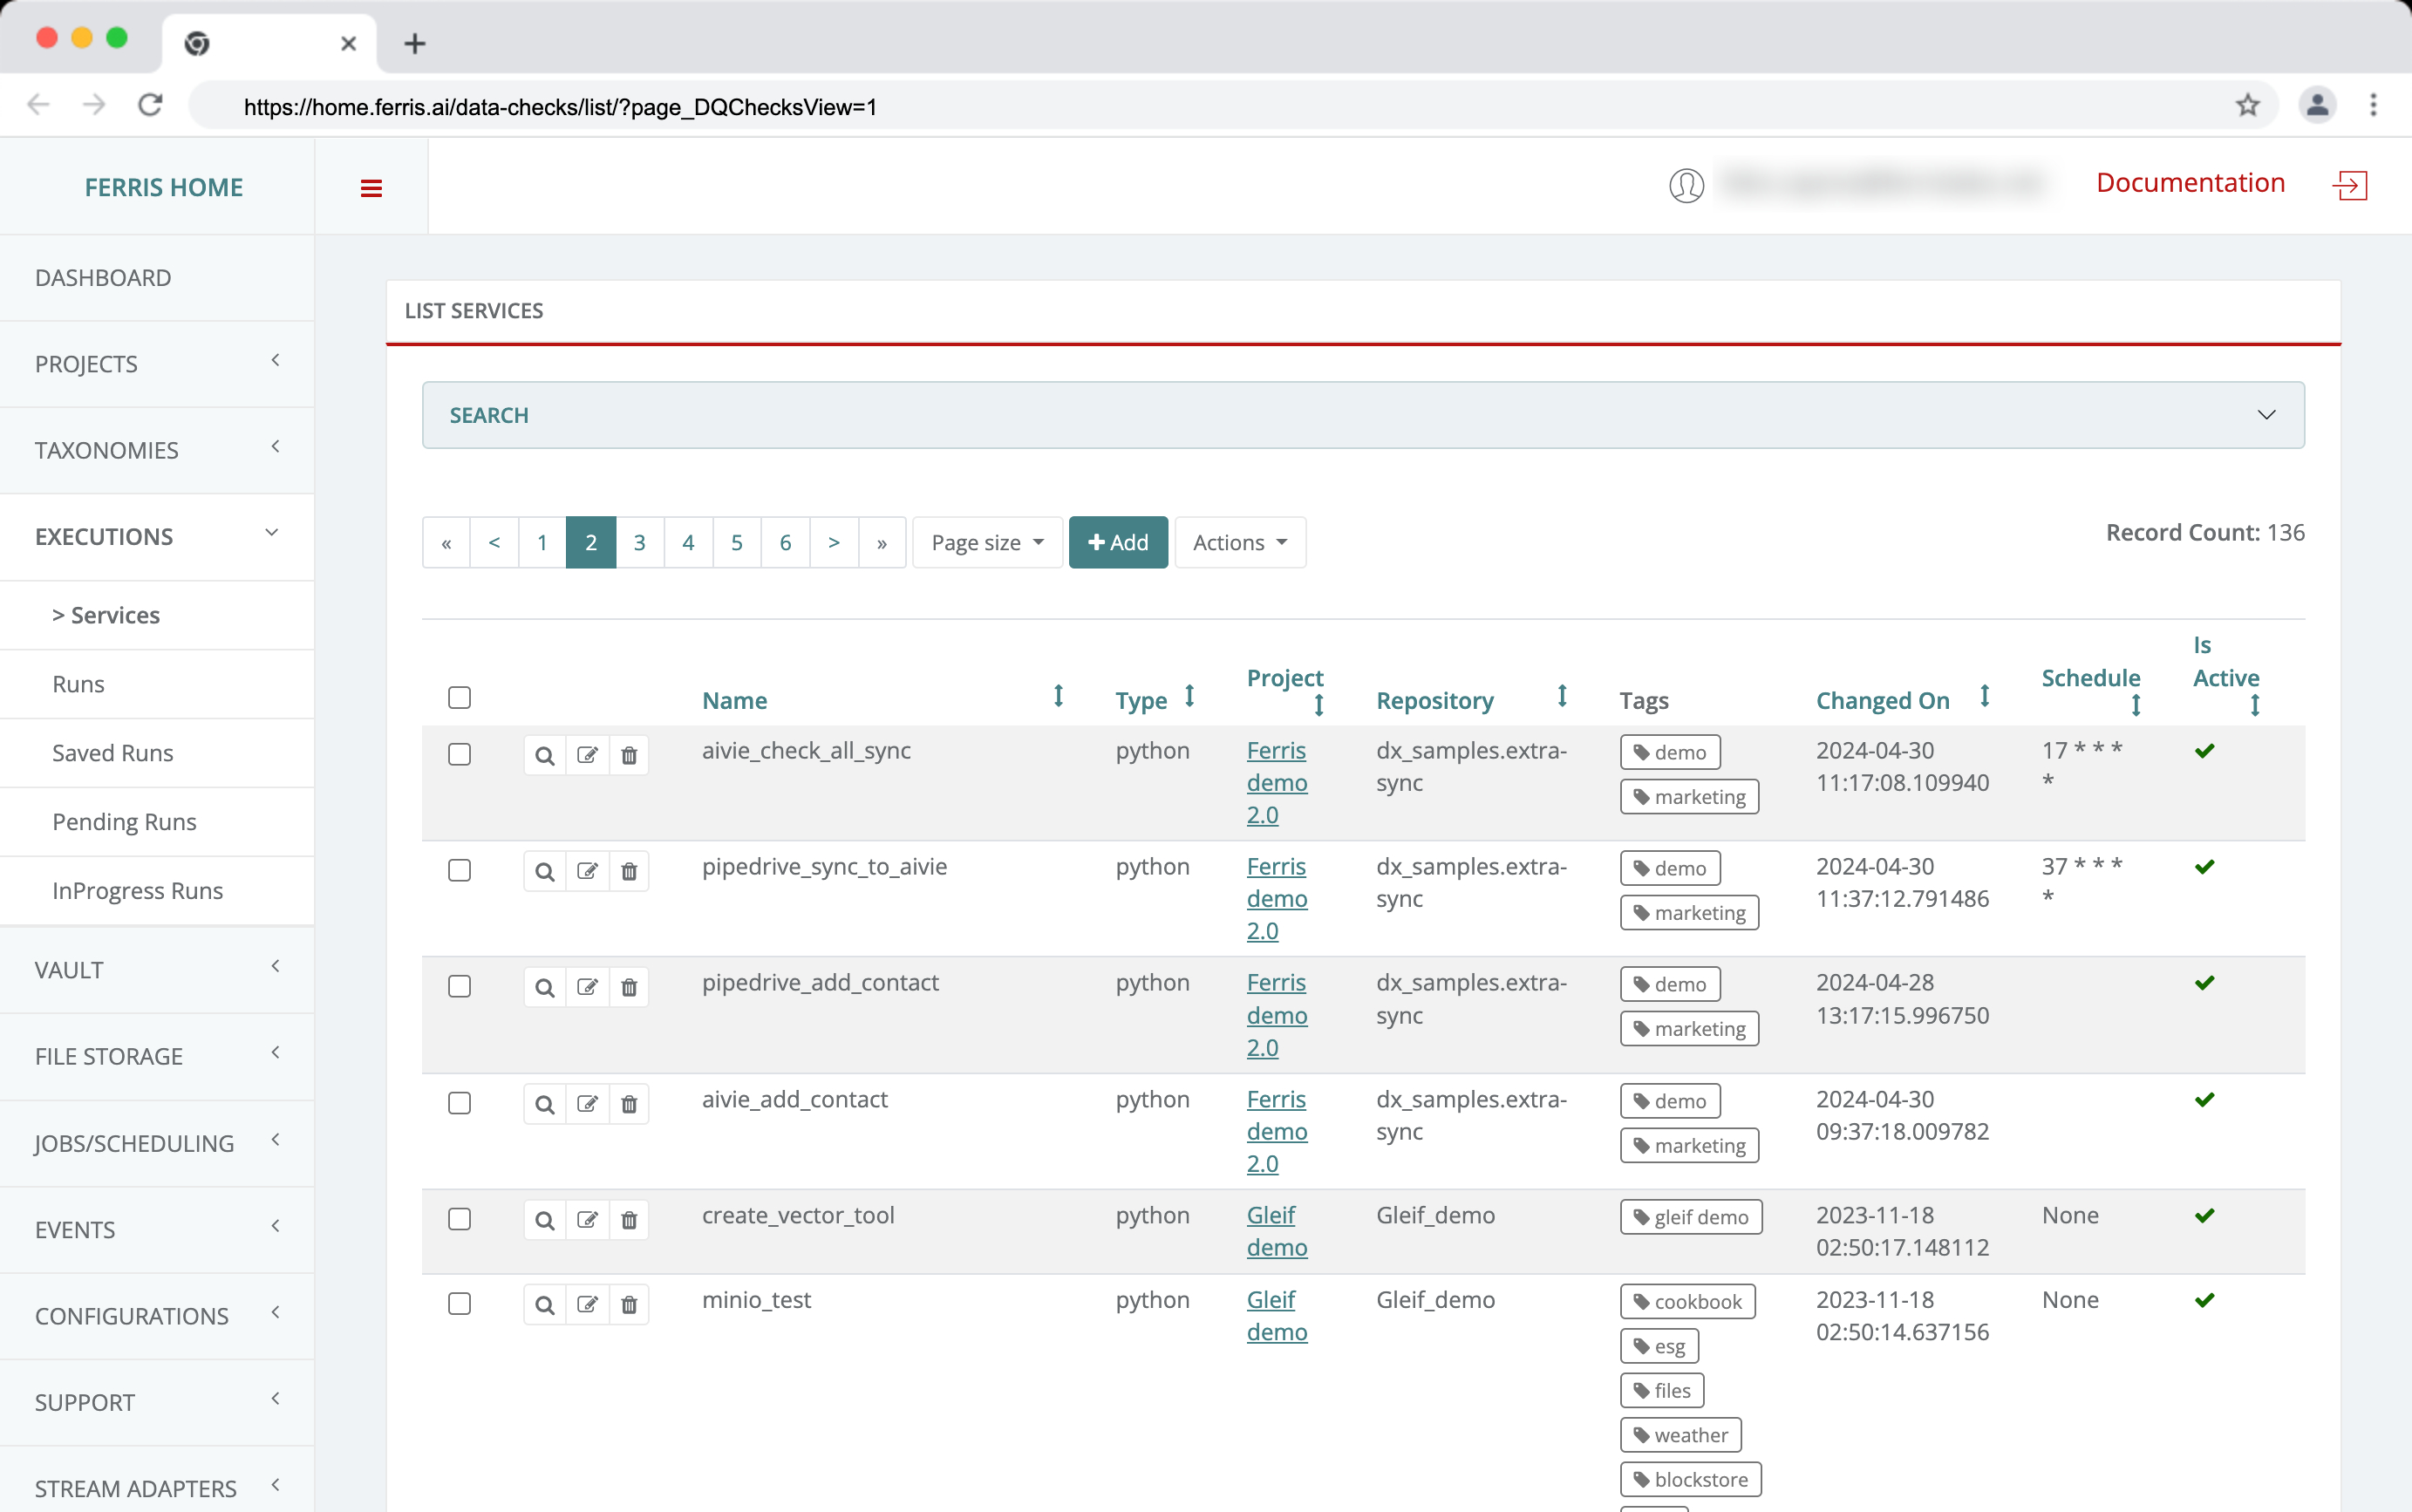 https://home.ferris.ai/data-checks/list/?page_DQChecksView=1
FERRIS HOME
Documentation
DASHBOARD
PROJECTS
TAXONOMIES
EXECUTIONS
> Services
Runs
Saved Runs
Pending Runs
InProgress Runs
VAULT
FILE STORAGE
JOBS/SCHEDULING
EVENTS
CONFIGURATIONS
SUPPORT
STREAM ADAPTERS
LIST SERVICES
SEARCH
« < 1 2 3 4 5 6 > » Page size Add Actions
Record Count: 136
Name Type Project Repository Tags Changed On Schedule Is Active
aivie_check_all_sync python Ferris demo 2.0 dx_samples.extra-sync demo marketing 2024-04-30 11:17:08.109940 17 * * * *
pipedrive_sync_to_aivie python Ferris demo 2.0 dx_samples.extra-sync demo marketing 2024-04-30 11:37:12.791486 37 * * * *
pipedrive_add_contact python Ferris demo 2.0 dx_samples.extra-sync demo marketing 2024-04-28 13:17:15.996750
aivie_add_contact python Ferris demo 2.0 dx_samples.extra-sync demo marketing 2024-04-30 09:37:18.009782
create_vector_tool python Gleif demo Gleif_demo gleif demo 2023-11-18 02:50:17.148112 None
minio_test python Gleif demo Gleif_demo cookbook esg files weather blockstore 2023-11-18 02:50:14.637156 None